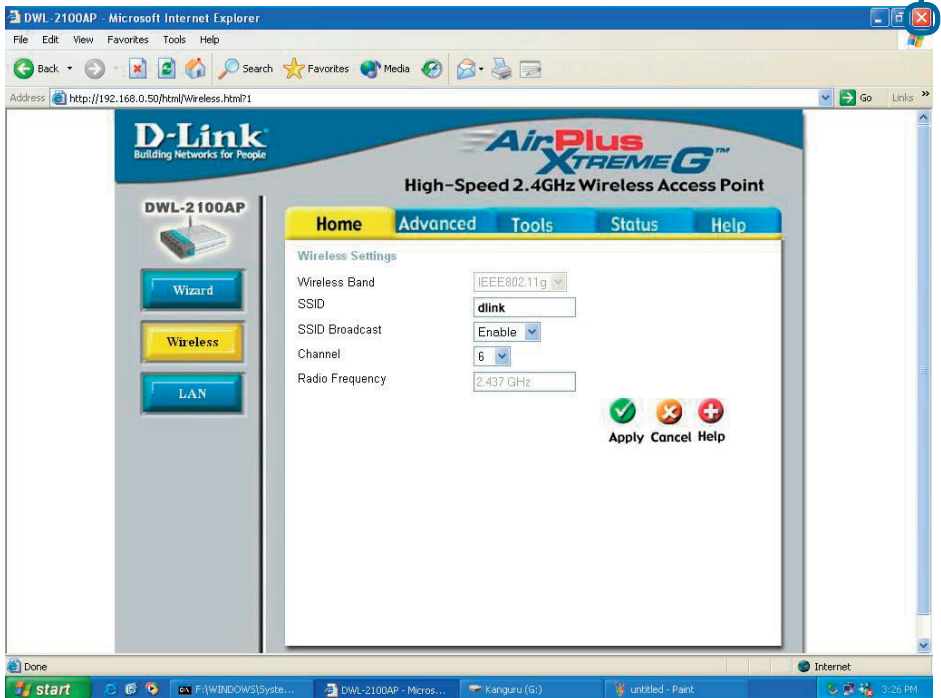 DWL-2100AP - Microsoft Internet Explorer
File Edit View Favorites Tools Help
Back Search Favorites Media
Address http://192.168.0.50/html/Wireless.html?1 Go Links »
D-Link
Building Networks for People
AirPlus
XTREME G™
High-Speed 2.4GHz Wireless Access Point
DWL-2100AP
Home Advanced Tools Status Help
Wizard
Wireless
LAN
Wireless Settings
Wireless Band IEEE802.11g
SSID dlink
SSID Broadcast Enable
Channel 6
Radio Frequency 2.437 GHz
Apply Cancel Help
Done Internet
start F:\WINDOWS\Syste... DWL-2100AP - Micros... Kanguru (G:) untitled - Paint 3:26 PM